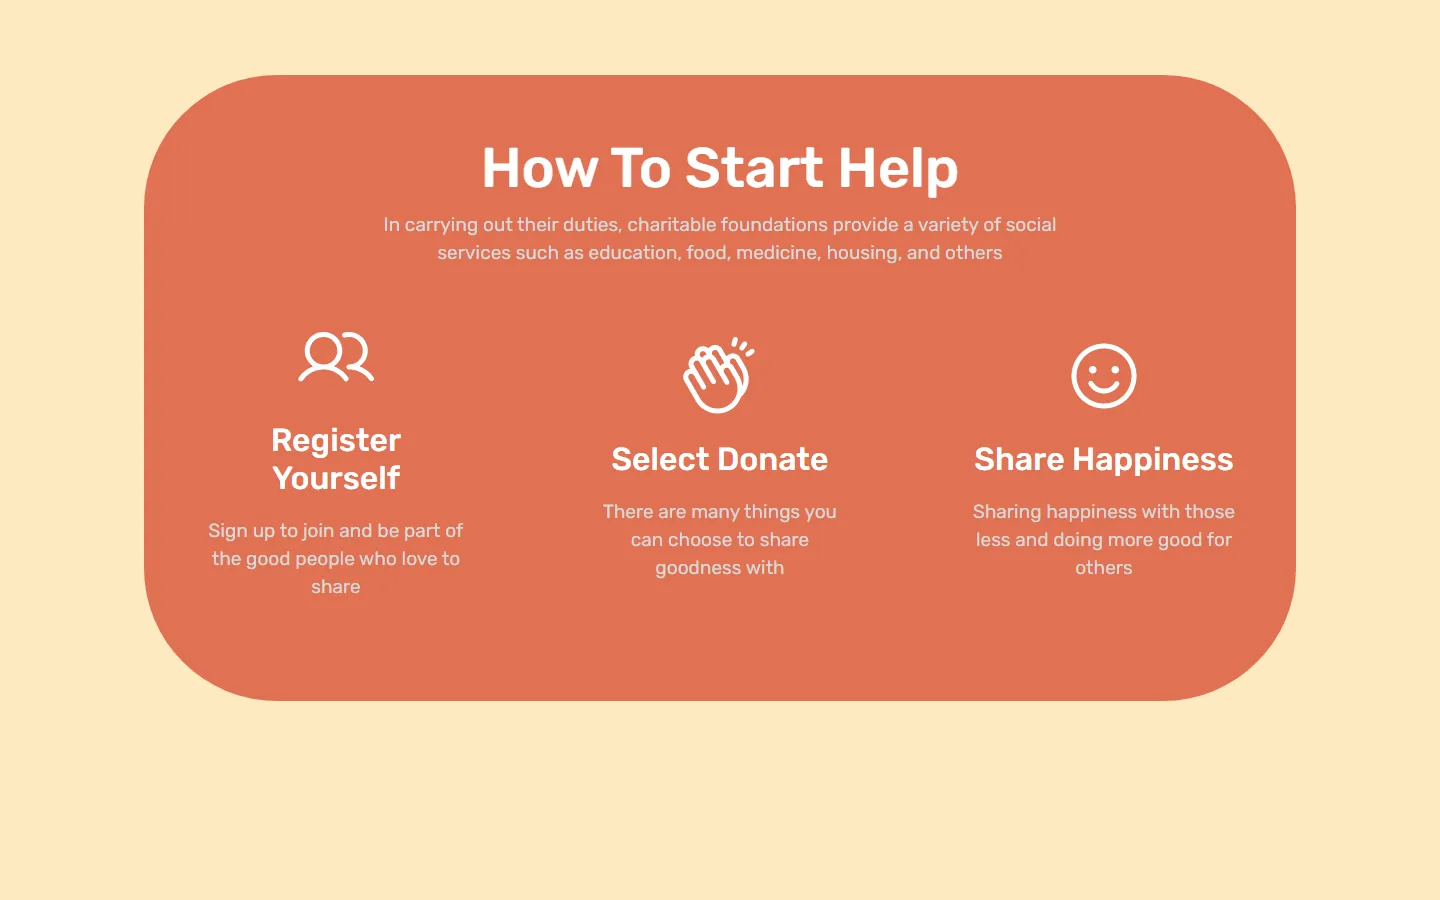 How To Start Help
In carrying out their duties, charitable foundations provide a variety of social
services such as education, food, medicine, housing, and others
Register
Yourself
Sign up to join and be part of
the good people who love to
share
Select Donate
There are many things you
can choose to share
goodness with
Share Happiness
Sharing happiness with those
less and doing more good for
others